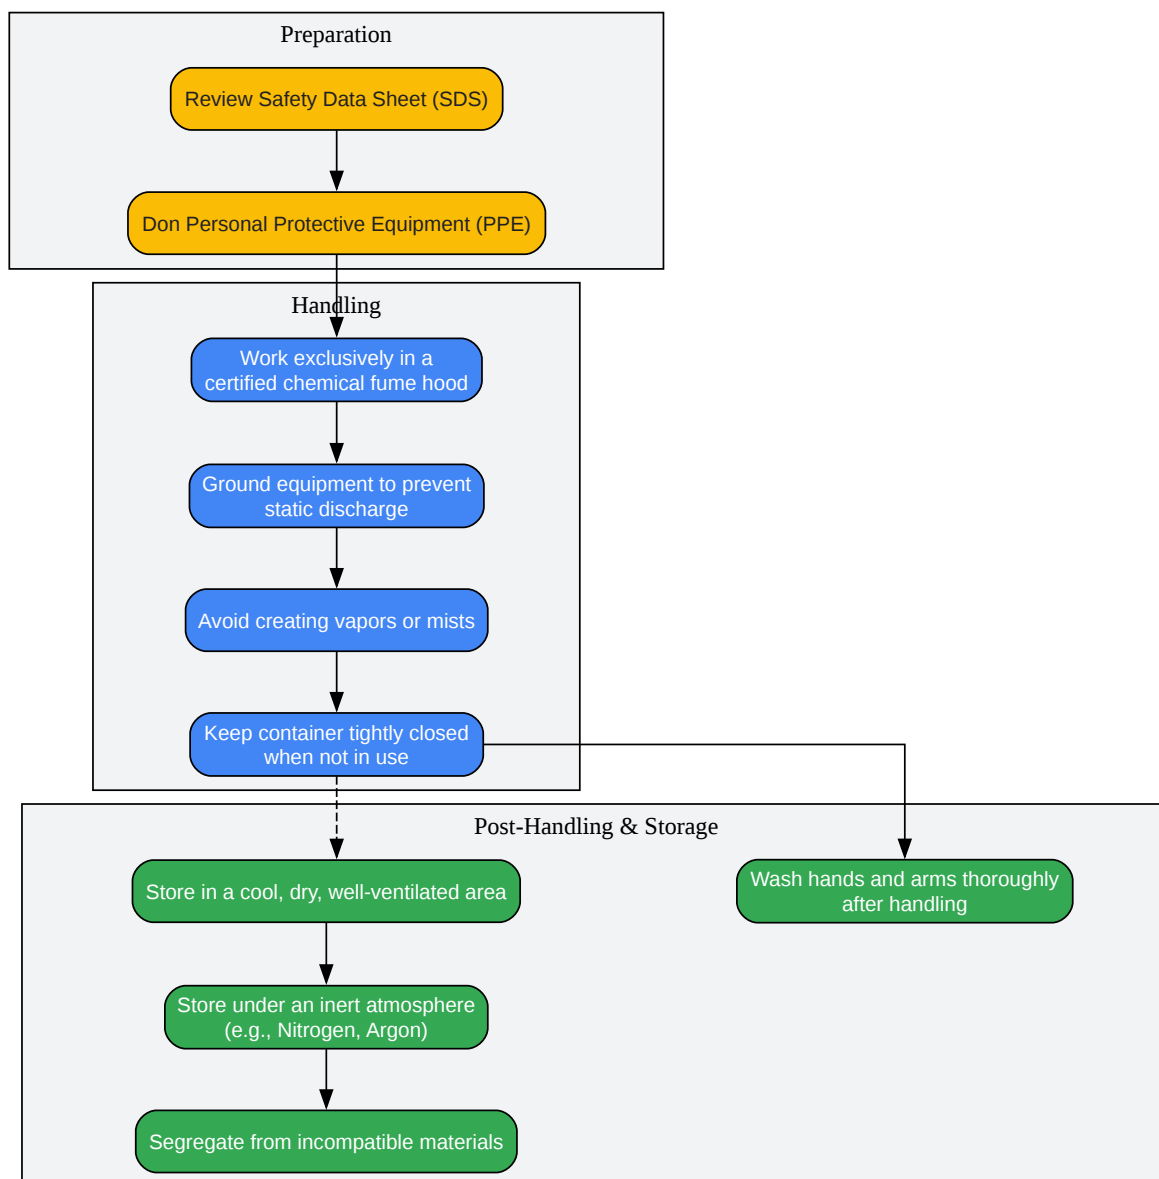 Preparation
Review Safety Data Sheet (SDS)
Don Personal Protective Equipment (PPE)
Handling
Work exclusively in a
certified chemical fume hood
Ground equipment to prevent
static discharge
Avoid creating vapors or mists
Keep container tightly closed
when not in use
Post-Handling & Storage
Store in a cool, dry, well-ventilated area
Wash hands and arms thoroughly
after handling
Store under an inert atmosphere
(e.g., Nitrogen, Argon)
Segregate from incompatible materials